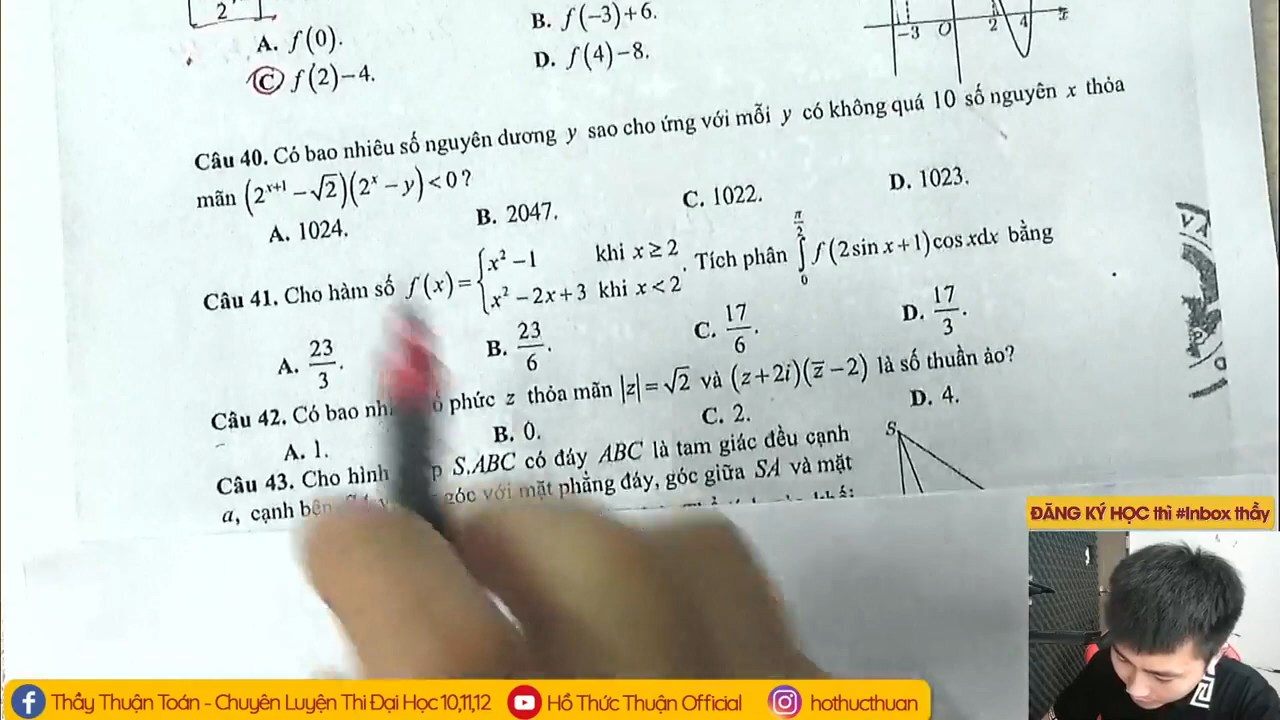 2
A. f(0).
B. f(−3)+6.
C f(2)−4.
D. f(4)−8.
−3 O 2 4 x
Câu 40. Có bao nhiêu số nguyên dương y sao cho ứng với mỗi y có không quá 10 số nguyên x thỏa
mãn (2^{x+1} − √2)(2^x − y) < 0 ?
A. 1024. B. 2047. C. 1022. D. 1023.
Câu 41. Cho hàm số f(x) = { x² − 1 khi x ≥ 2; x² − 2x + 3 khi x < 2 . Tích phân ∫_0^{π/2} f(2sin x + 1)cos xdx bằng
A. 23/3. B. 23/6. C. 17/6. D. 17/3.
Câu 42. Có bao phức z thỏa mãn |z| = √2 và (z + 2i)(z̅ − 2) là số thuần ảo?
A. 1. B. 0. C. 2. D. 4.
Câu 43. Cho hình S.ABC có đáy ABC là tam giác đều cạnh
a, cạnh góc với mặt phẳng đáy, góc giữa SA và mặt
S
ĐĂNG KÝ HỌC thì #Inbox thầy
Thầy Thuận Toán - Chuyên Luyện Thi Đại Học 10,11,12
Hồ Thức Thuận Official
hothucthuan